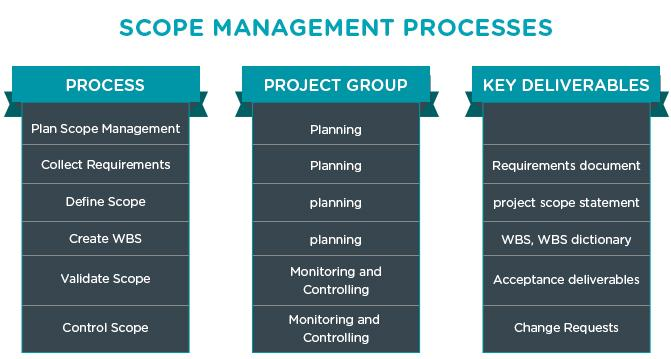 SCOPE MANAGEMENT PROCESSES
PROCESS
PROJECT GROUP
KEY DELIVERABLES
Plan Scope Management
Planning
Collect Requirements
Planning
Requirements document
Define Scope
planning
project scope statement
Create WBS
planning
WBS, WBS dictionary
Validate Scope
Monitoring and
Controlling
Acceptance deliverables
Control Scope
Monitoring and
Controlling
Change Requests